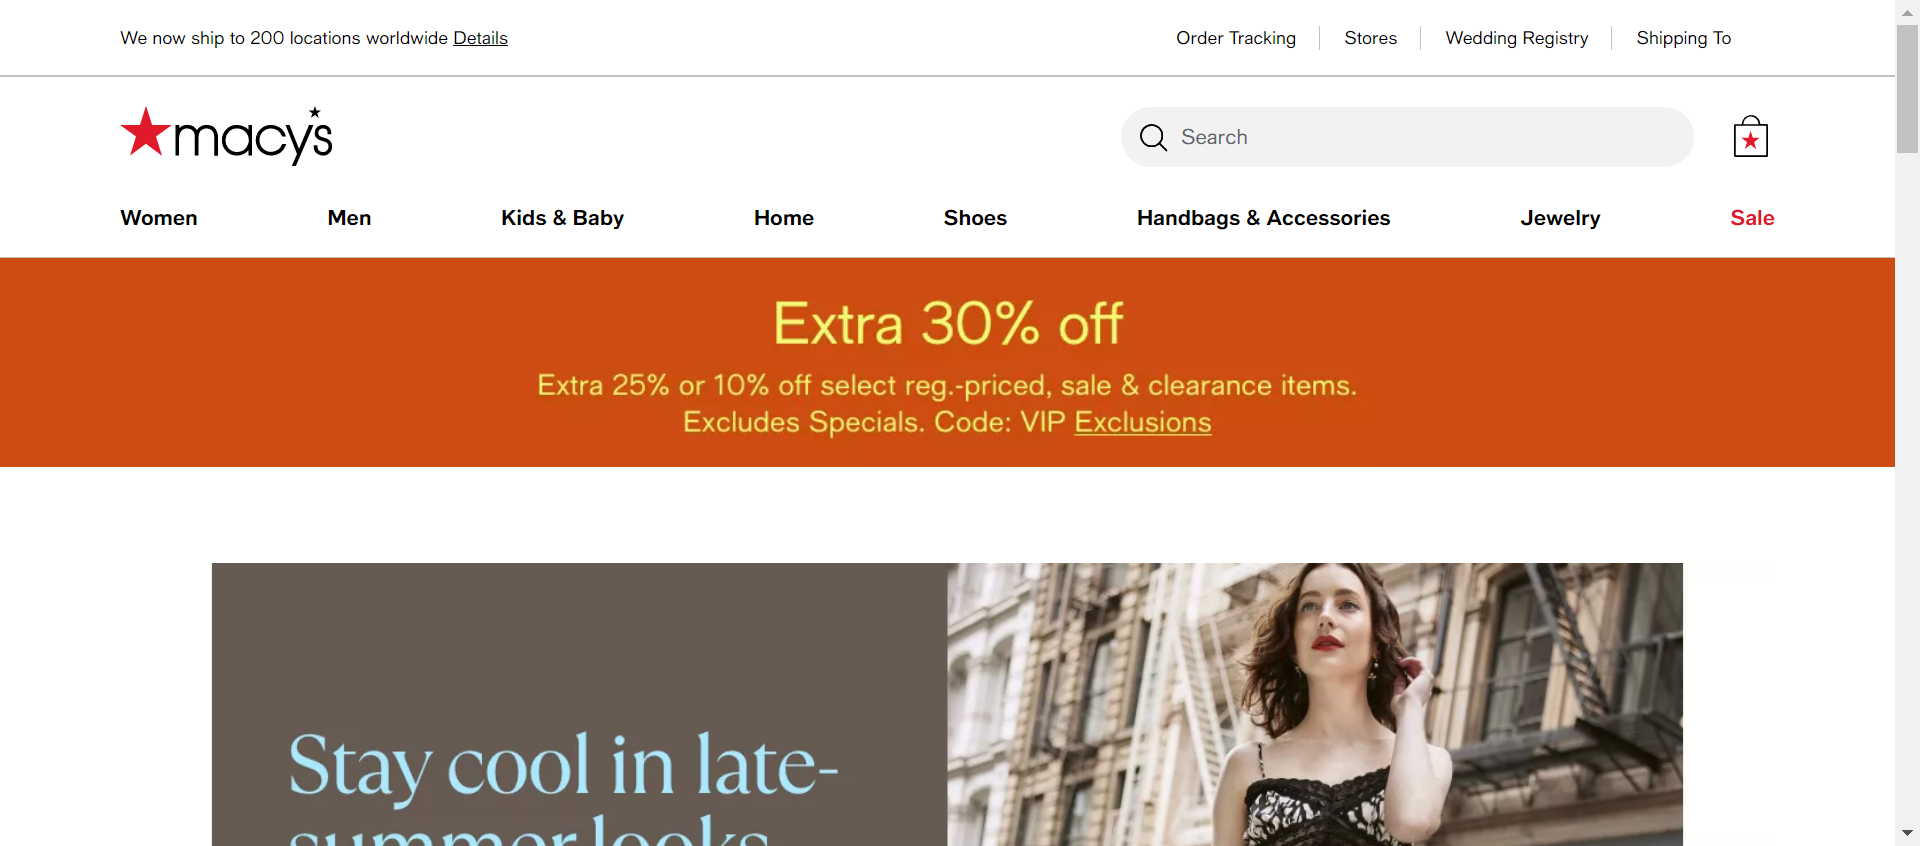 We now ship to 200 locations worldwide Details
Order Tracking
Stores
Wedding Registry
Shipping To
macy's
Search
Women
Men
Kids & Baby
Home
Shoes
Handbags & Accessories
Jewelry
Sale
Extra 30% off
Extra 25% or 10% off select reg.-priced, sale & clearance items.
Excludes Specials. Code: VIP Exclusions
Stay cool in late-
summer looks